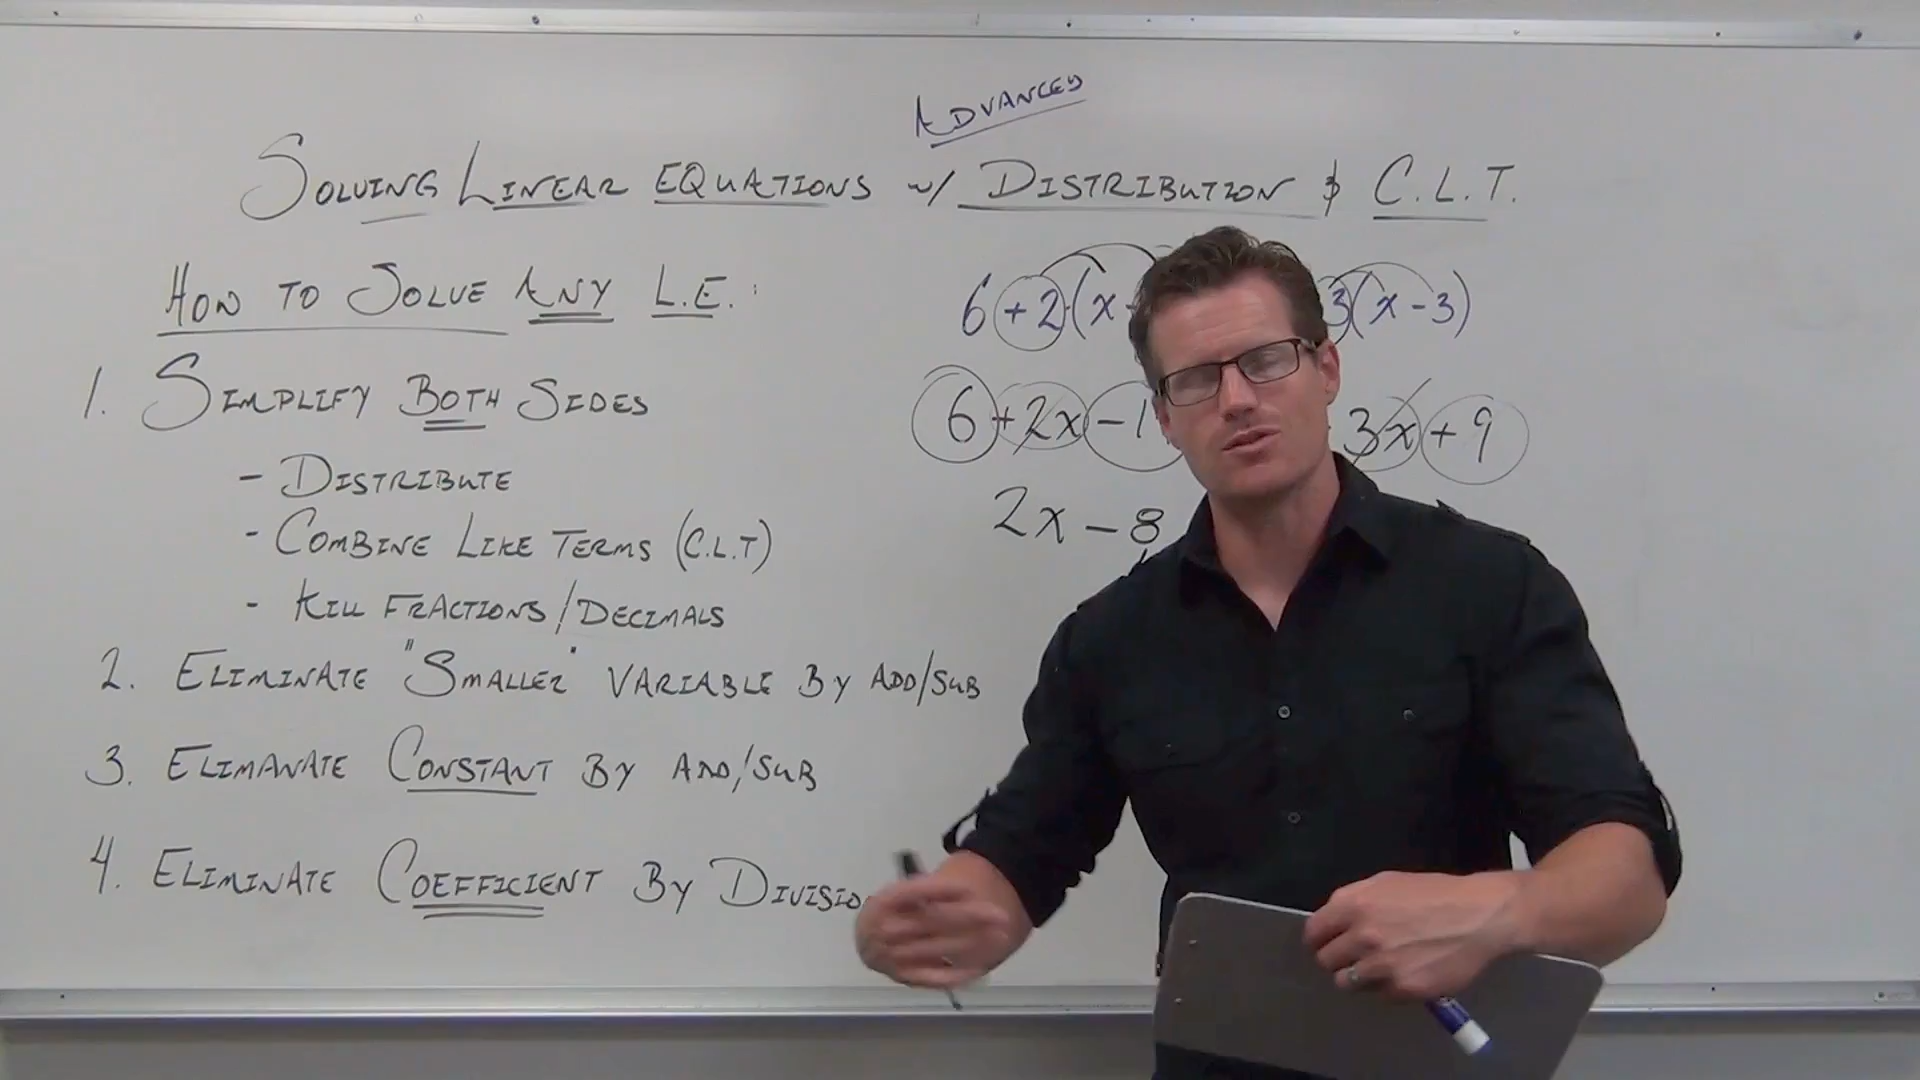 ADVANCED
SOLVING LINEAR EQUATIONS w/ DISTRIBUTION & C.L.T.
HOW TO SOLVE ANY L.E. :
1. SIMPLIFY BOTH SIDES
- DISTRIBUTE
- COMBINE LIKE TERMS (C.L.T)
- KILL FRACTIONS/DECIMALS
2. ELIMINATE "SMALLER" VARIABLE BY ADD/SUB
3. ELIMANATE CONSTANT BY ADD/SUB
4. ELIMINATE COEFFICIENT BY DIVISIO
6 +2(x - 3(x - 3)
6 + 2x - 1 3x + 9
2x - 8